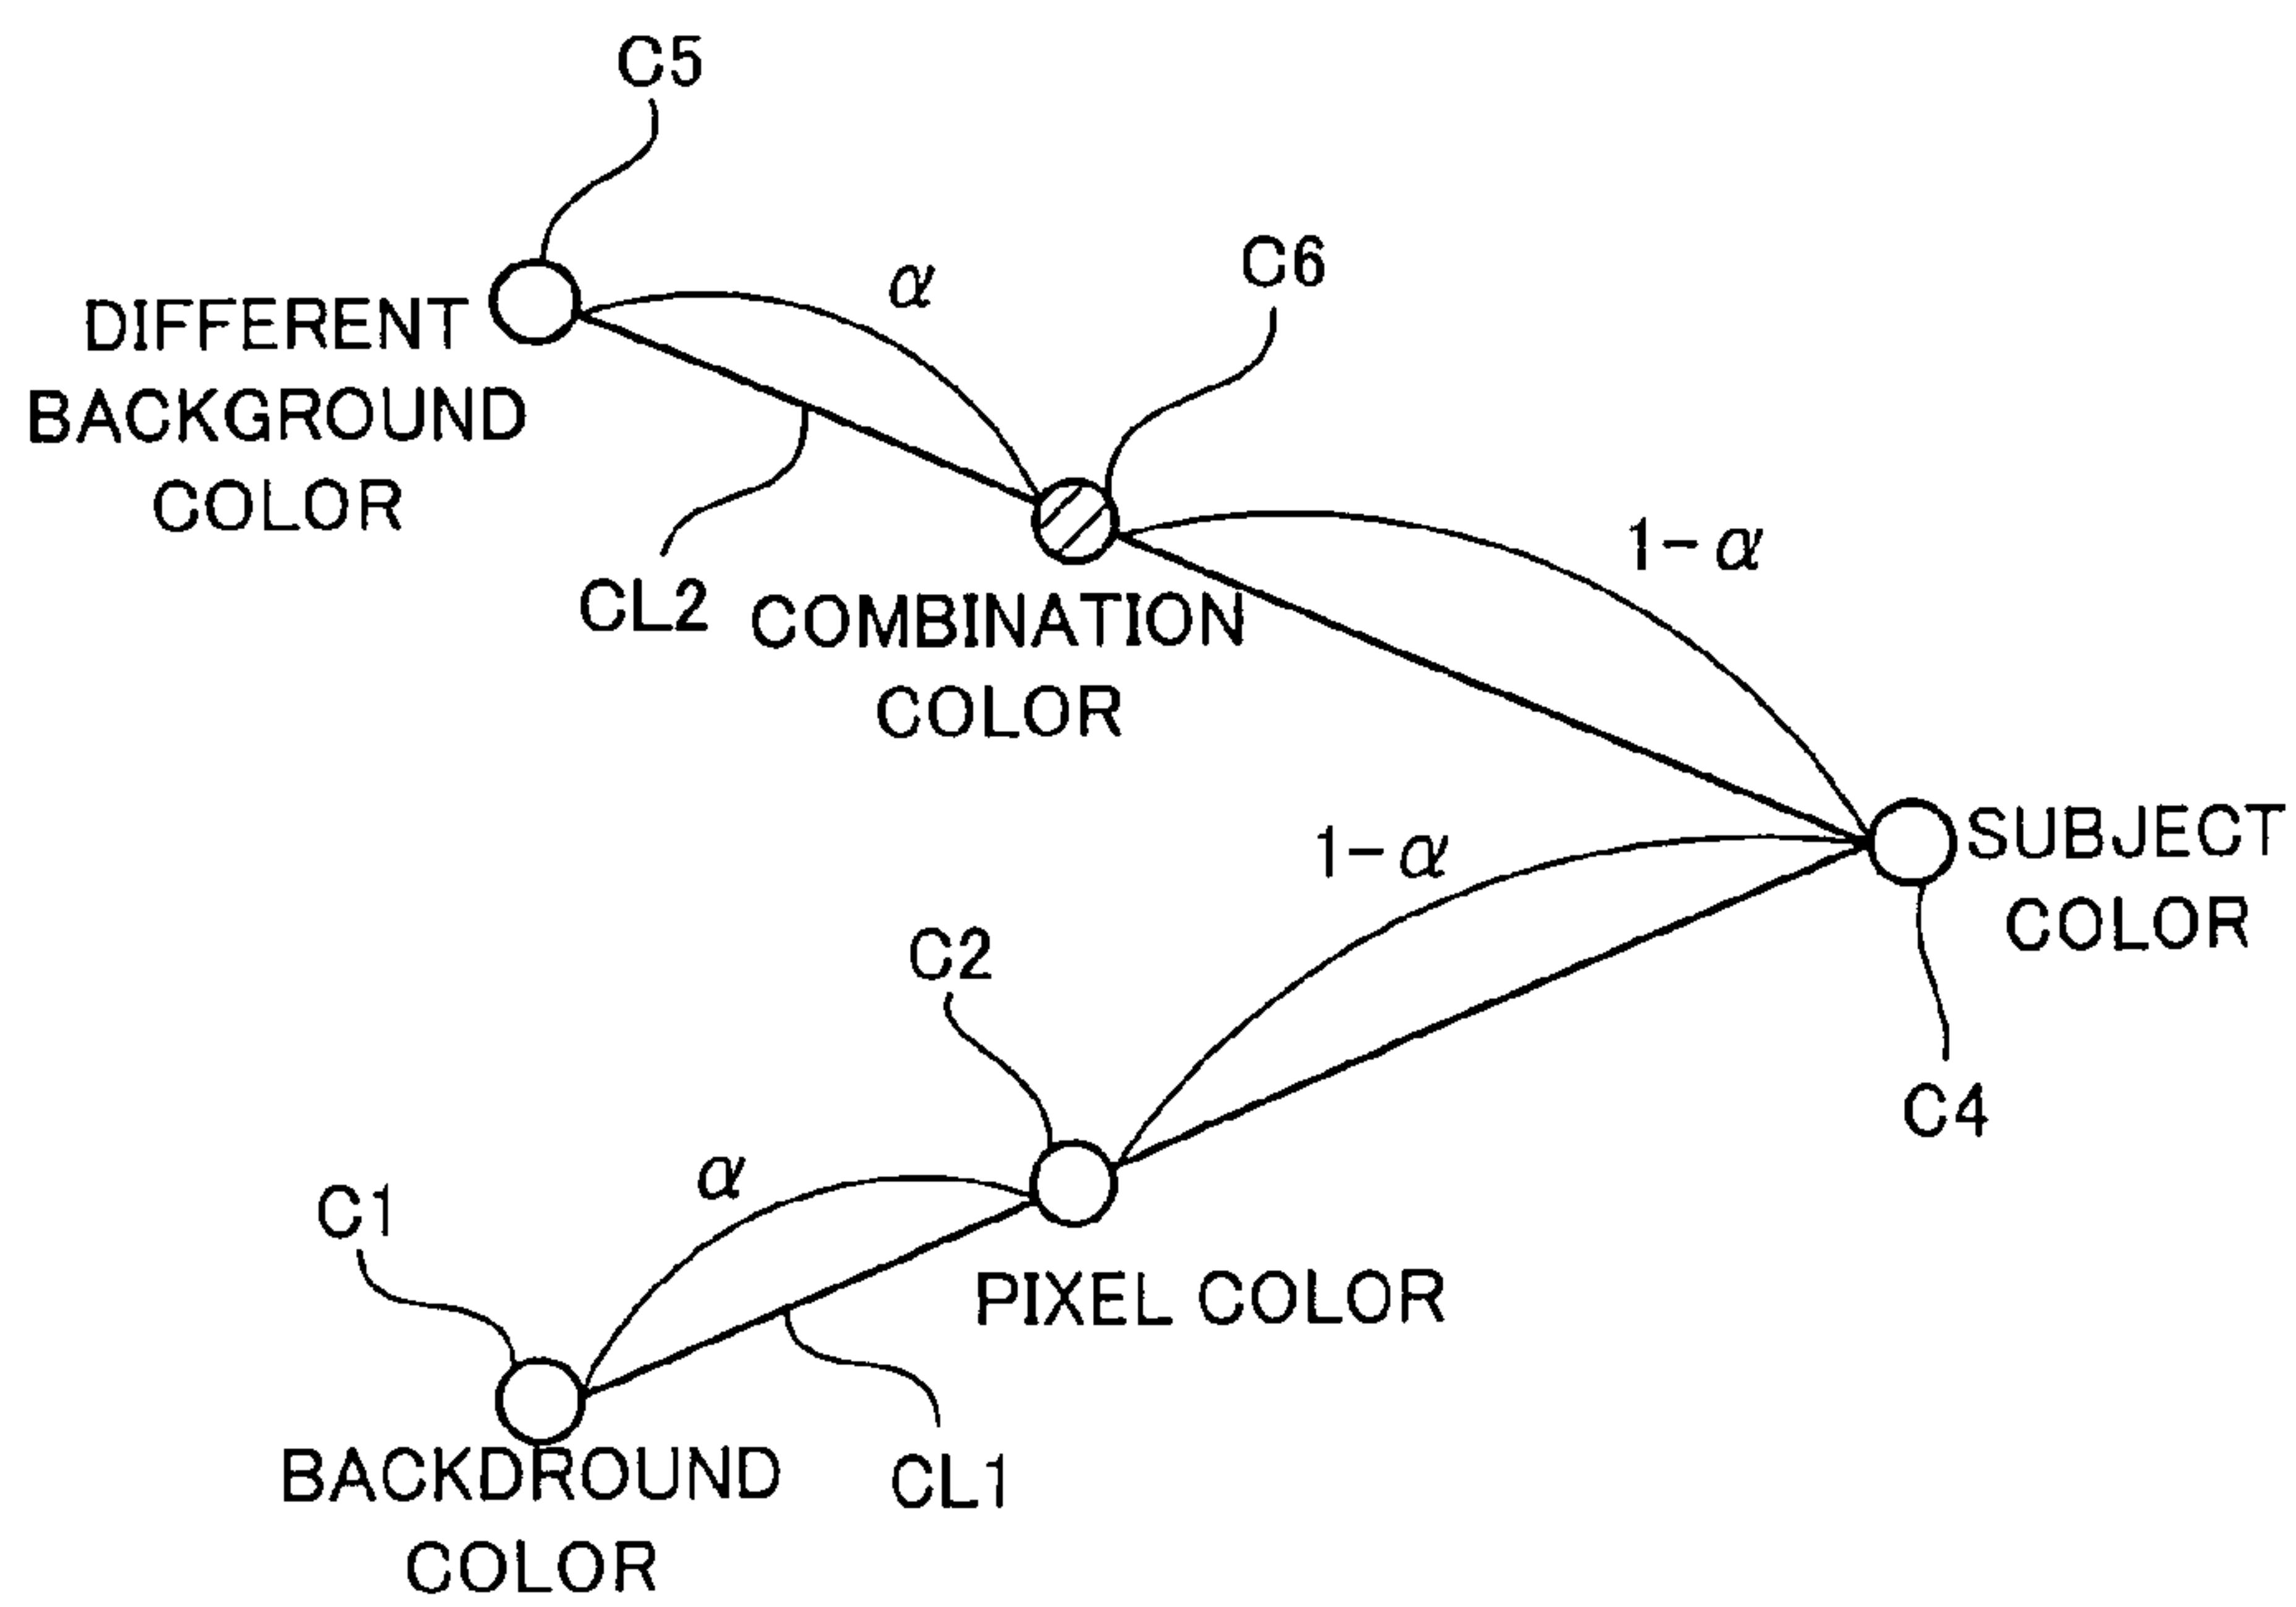 C5
α
C6
DIFFERENT
BACKGROUND
COLOR
CL2
COMBINATION
COLOR
1-α
SUBJECT
COLOR
1-α
C2
C4
α
C1
PIXEL COLOR
BACKDROUND
COLOR
CL1